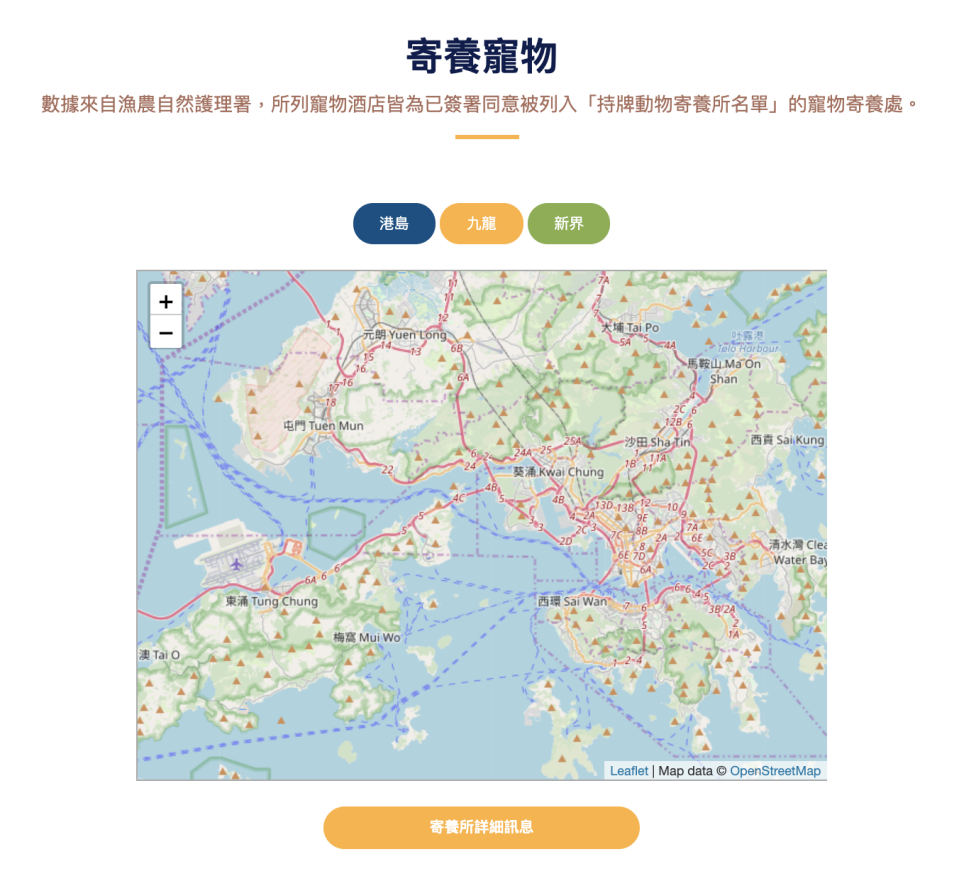 寄養寵物
數據來自漁農自然護理署，所列寵物酒店皆為已簽署同意被列入「持牌動物寄養所名單」的寵物寄養處。
港島 九龍 新界
+
−
元朗 Yuen Long
大埔 Tai Po
吐露港
Tolo Harbour
馬鞍山 Ma On
Shan
屯門 Tuen Mun
沙田 Sha Tin
西貢 Sai Kung
葵涌 Kwai Chung
清水灣 Clea
Water Bay
東涌 Tung Chung
西環 Sai Wan
梅窩 Mui Wo
澳 Tai O
Leaflet | Map data © OpenStreetMap
寄養所詳細訊息